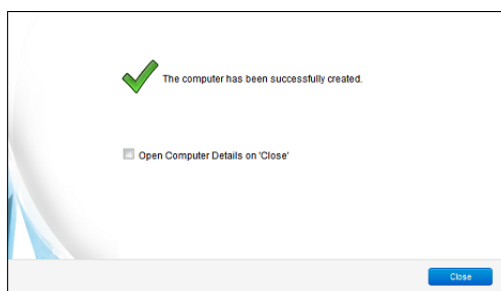 The computer has been successfully created.
Open Computer Details on 'Close'
Close